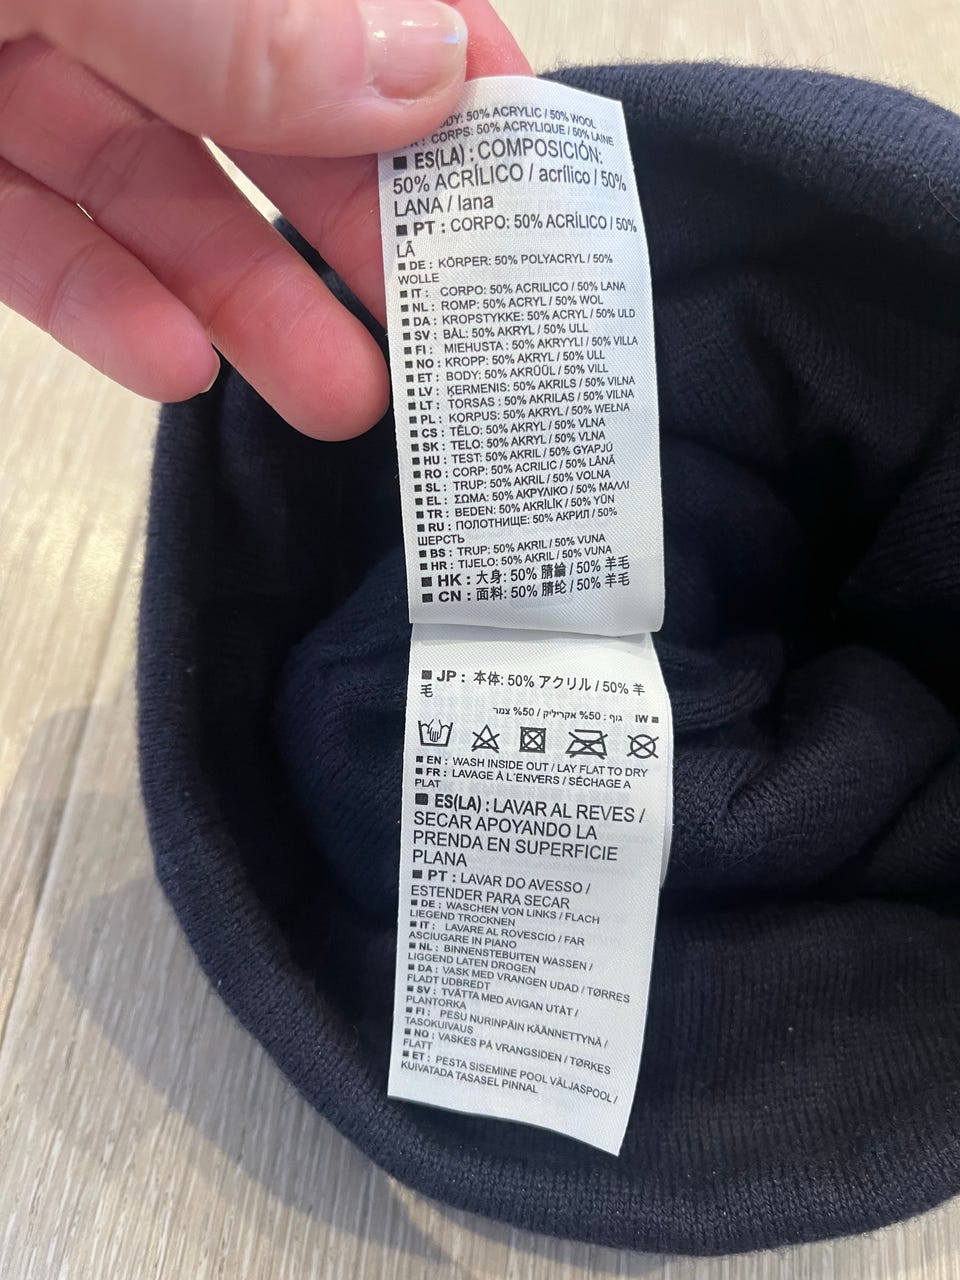 ODY: 50% ACRYLIC / 50% WOOL
CORPS: 50% ACRYLIQUE / 50% LAINE
■ ES(LA) : COMPOSICIÓN:
50% ACRÍLICO / acrílico / 50%
LANA / lana
■ PT : CORPO: 50% ACRÍLICO / 50%
LÃ
■ DE : KÖRPER: 50% POLYACRYL / 50%
WOLLE
■ IT : CORPO: 50% ACRILICO / 50% LANA
■ NL : ROMP: 50% ACRYL / 50% WOL
■ DA : KROPSTYKKE: 50% ACRYL / 50% ULD
■ SV : BÅL: 50% AKRYL / 50% ULL
■ FI : MIEHUSTA: 50% AKRYYLI / 50% VILLA
■ NO : KROPP: 50% AKRYL / 50% ULL
■ ET : BODY: 50% AKRÜÜL / 50% VILL
■ LV : ĶERMENIS: 50% AKRILS / 50% VILNA
■ LT : TORSAS : 50% AKRILAS / 50% VILNA
■ PL : KORPUS: 50% AKRYL / 50% WEŁNA
■ CS : TĚLO: 50% AKRYL / 50% VLNA
■ SK : TELO: 50% AKRYL / 50% VLNA
■ HU : TEST: 50% AKRIL / 50% GYAPJÚ
■ RO : CORP: 50% ACRILIC / 50% LÂNĂ
■ SL : TRUP: 50% AKRIL / 50% VOLNA
■ EL : ΣΩΜΑ: 50% ΑΚΡΥΛΙΚΟ / 50% ΜΑΛΛΙ
■ TR : BEDEN: 50% AKRİLİK / 50% YÜN
■ RU : ПОЛОТНИЩЕ: 50% АКРИЛ / 50%
ШЕРСТЬ
■ BS : TRUP: 50% AKRIL / 50% VUNA
■ HR : TIJELO: 50% AKRIL / 50% VUNA
■ HK : 大身: 50% 腈綸 / 50% 羊毛
■ CN : 面料: 50% 腈纶 / 50% 羊毛
■ JP : 本体: 50% アクリル / 50% 羊
毛
■ IW גוף : 50% אקריליק / 50% צמר
■ EN : WASH INSIDE OUT / LAY FLAT TO DRY
■ FR : LAVAGE À L'ENVERS / SÉCHAGE A
PLAT
■ ES(LA) : LAVAR AL REVES /
SECAR APOYANDO LA
PRENDA EN SUPERFICIE
PLANA
■ PT : LAVAR DO AVESSO /
ESTENDER PARA SECAR
■ DE : WASCHEN VON LINKS / FLACH
LIEGEND TROCKNEN
■ IT : LAVARE AL ROVESCIO / FAR
ASCIUGARE IN PIANO
■ NL : BINNENSTEBUITEN WASSEN /
LIGGEND LATEN DROGEN
■ DA : VASK MED VRANGEN UDAD / TØRRES
FLADT UDBREDT
■ SV : TVÄTTA MED AVIGAN UTÅT /
PLANTORKA
■ FI : PESU NURINPÄIN KÄÄNNETTYNÄ /
TASOKUIVAUS
■ NO : VASKES PÅ VRANGSIDEN / TØRKES
FLATT
■ ET : PESTA SISEMINE POOL VÄLJASPOOL /
KUIVATADA TASASEL PINNAL